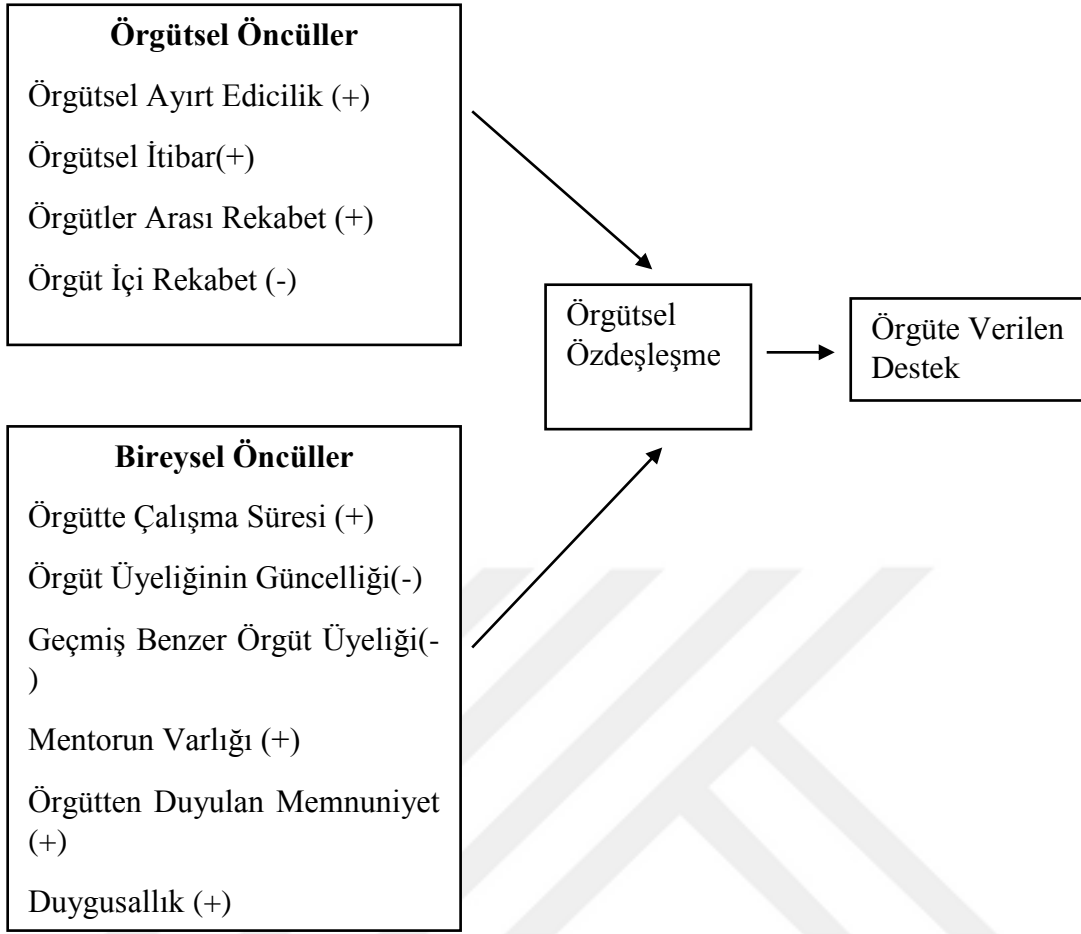 Örgütsel Öncüller
Örgütsel Ayırt Edicilik (+)
Örgütsel İtibar(+)
Örgütler Arası Rekabet (+)
Örgüt İçi Rekabet (-)
Örgütsel
Özdeşleşme
Örgüte Verilen
Destek
Bireysel Öncüller
Örgütte Çalışma Süresi (+)
Örgüt Üyeliğinin Güncelliği(-)
Geçmiş Benzer Örgüt Üyeliği(-
)
Mentorun Varlığı (+)
Örgütten Duyulan Memnuniyet
(+)
Duygusallık (+)